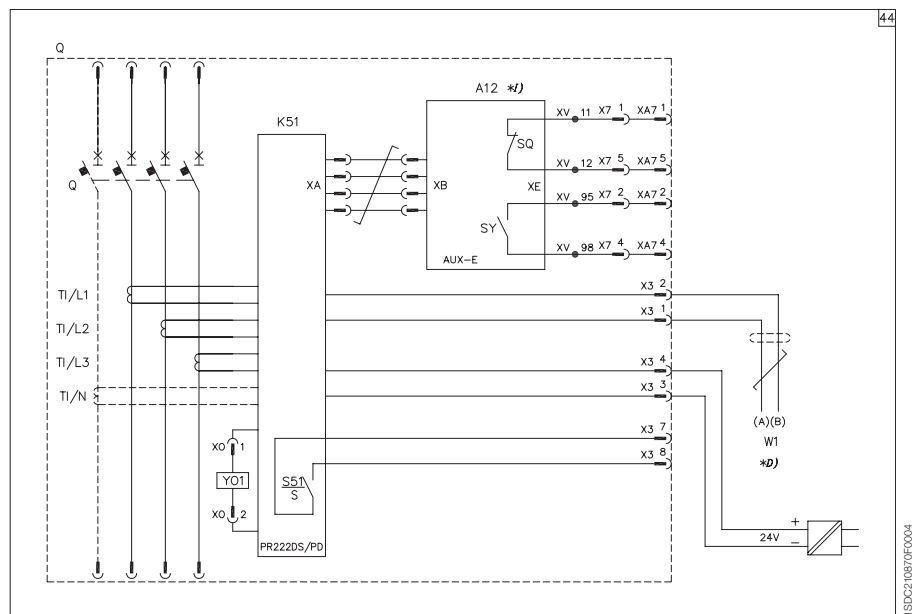 44
Q
A12 *I)
K51
XV 11 X7 1 XA7 1
SQ
XV 12 X7 5 XA7 5
XA
XB
XE
Q
XV 95 X7 2 XA7 2
SY
XV 98 X7 4 XA7 4
AUX-E
TI/L1
X3 2
TI/L2
X3 1
TI/L3
X3 4
TI/N
X3 3
(A)(B)
W1
*D)
XO 1
X3 7
YO1
S51
S
X3 8
XO 2
PR222DS/PD
+
24V
−
1SDC210870F0004